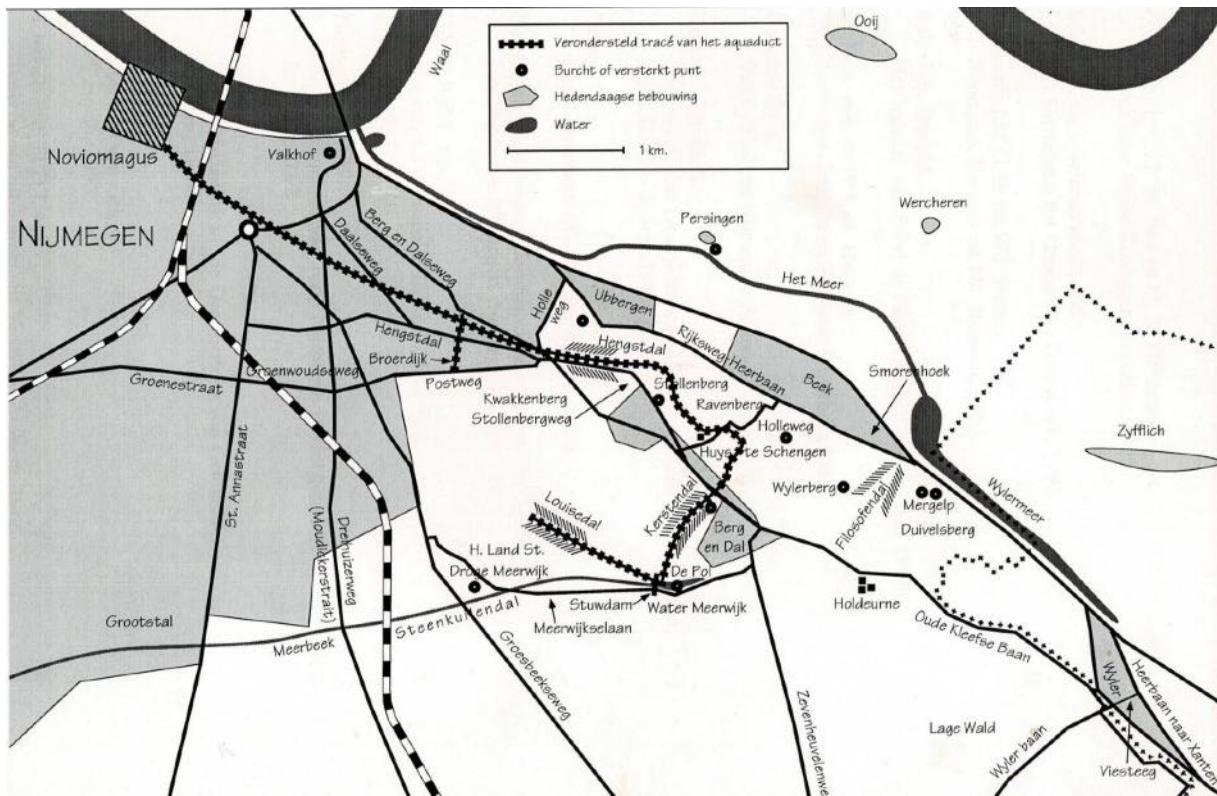 Ooij
Waal
Verondersteld tracé van het aquaduct
Burcht of versterkt punt
Hedendaagse bebouwing
Water
1 km.
Noviomagus
Valkhof
NIJMEGEN
Berg en Dalseweg
Daalseweg
Persingen
Wercheren
Het Meer
Holle
weg
Ubbergen
Hengstdal
Hengstdal
Rijksweg-Heerbaan
Beek
Smorenhoek
Broerdijk
Groenestraat
Groenwoudseweg
Postweg
Kwakkenberg
Stollenbergweg
Stollenberg
Ravenberg
Holleweg
Huys te Schengen
Zyfflich
St. Annastraat
Wylerberg
Filosofendal
Mergelp
Duivelsberg
Wylermeer
Louisedal
Kerstendal
Berg
en Dal
Driehuizerweg
(Moudlakerstrait)
H. Land St.
Droge Meerwijk
De Pol
Stuwdam
Water Meerwijk
Holdeurne
Grootstal
Meerbeek
Steenkuilendal
Meerwijkselaan
Oude Kleefse Baan
Groesbeekseweg
Zevenheuvelenweg
Wyler
Heerbaan naar Xanten
Lage Wald
Wyler baan
Viesteeg